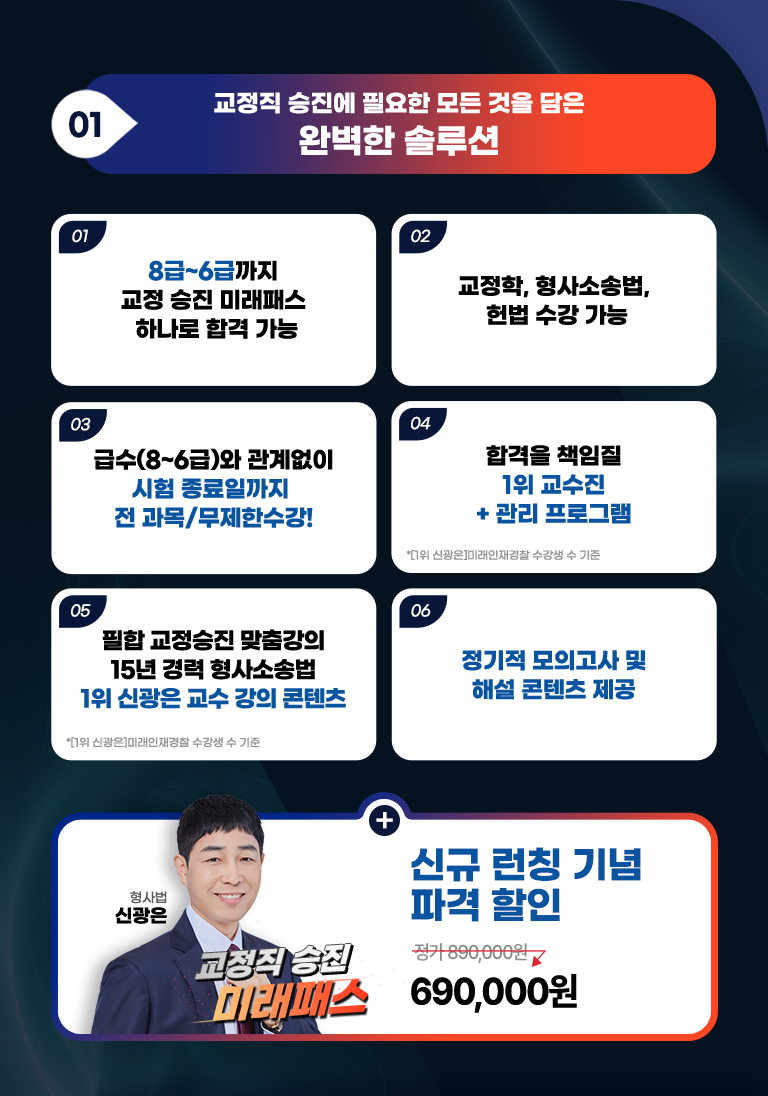 01
교정직 승진에 필요한 모든 것을 담은
완벽한 솔루션
01
8급~6급까지
교정 승진 미래패스
하나로 합격 가능
02
교정학, 형사소송법,
헌법 수강 가능
03
급수(8~6급)와 관계없이
시험 종료일까지
전 과목/무제한수강!
04
합격을 책임질
1위 교수진
+ 관리 프로그램
*[1위 신광은]미래인재경찰 수강생 수 기준
05
필합 교정승진 맞춤강의
15년 경력 형사소송법
1위 신광은 교수 강의 콘텐츠
*[1위 신광은]미래인재경찰 수강생 수 기준
06
정기적 모의고사 및
해설 콘텐츠 제공
+
형사법
신광은
교정직 승진
미래패스
신규 런칭 기념
파격 할인
정가 890,000원
690,000원